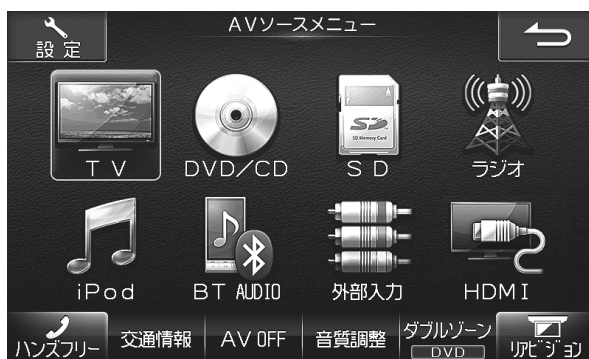 AVソースメニュー
設定
TV
DVD/CD
SD
SD Memory Card
ラジオ
iPod
BT AUDIO
外部入力
HDMI
ハンズフリー
交通情報
AV OFF
音質調整
ダブルゾーン
DVD
リアビジョン